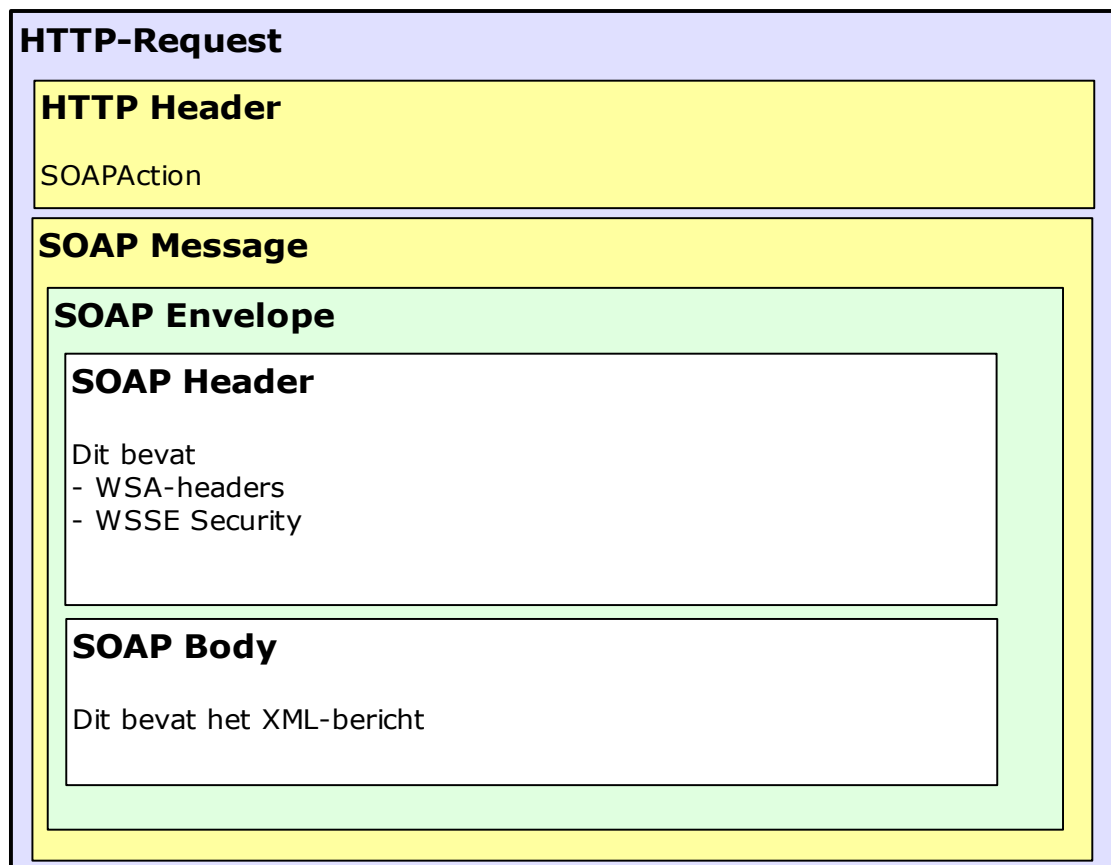 HTTP-Request
HTTP Header
SOAPAction
SOAP Message
SOAP Envelope
SOAP Header
Dit bevat
- WSA-headers
- WSSE Security
SOAP Body
Dit bevat het XML-bericht